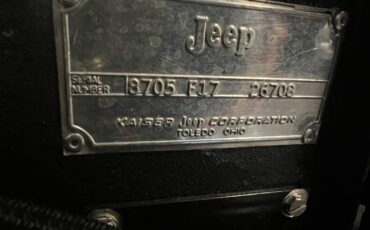 Jeep
SERIAL NUMBER 8705 F17 26708
KAISER Jeep CORPORATION
TOLEDO OHIO